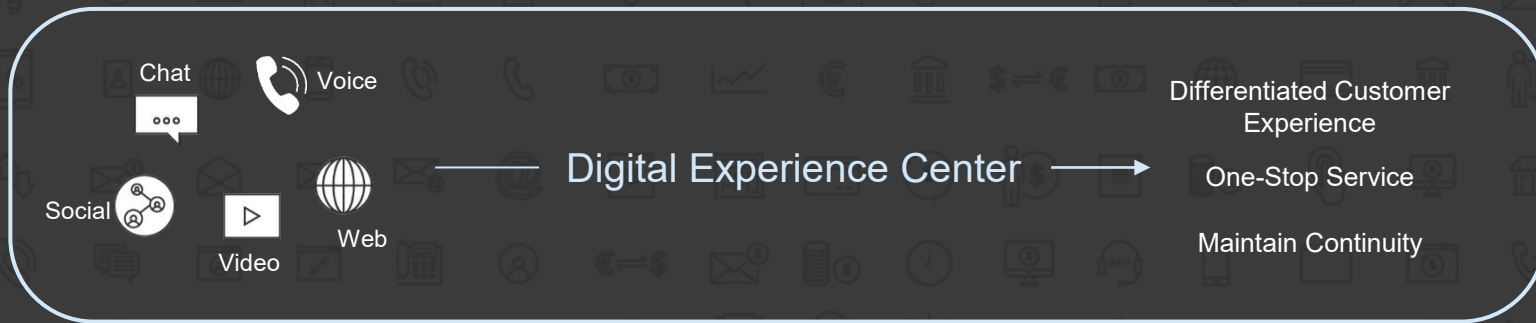 Chat
Voice
Social
Video
Web
Digital Experience Center
Differentiated Customer
Experience
One-Stop Service
Maintain Continuity